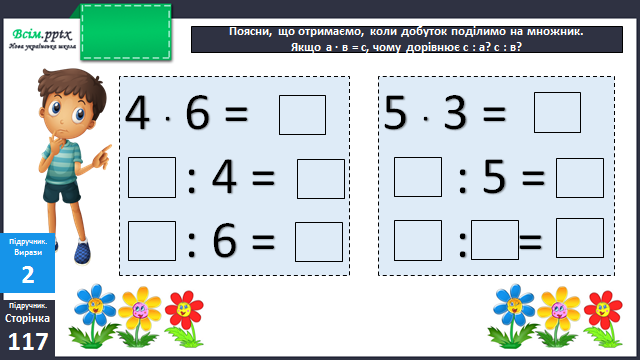 Всім.pptx
Нова українська школа
Поясни, що отримаємо, коли добуток поділимо на множник.
Якщо а · в = с, чому дорівнює с : а? с : в?
4 · 6 =
: 4 =
: 6 =
5 · 3 =
: 5 =
: =
Підручник.
Вирази
2
Підручник.
Сторінка
117